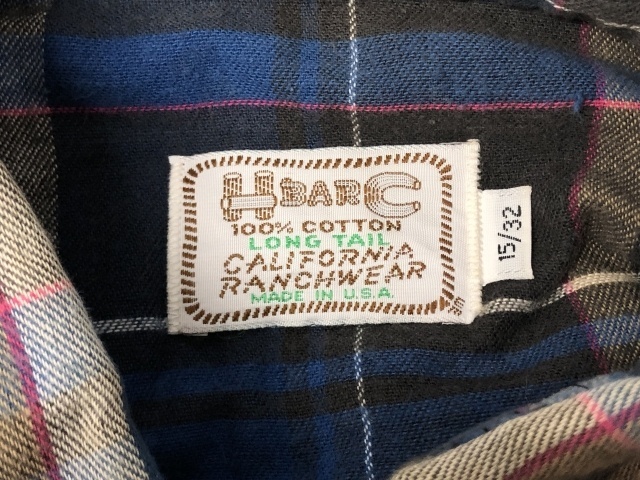 H BAR C
100% COTTON
LONG TAIL
CALIFORNIA
RANCHWEAR
MADE IN U.S.A.
15/32